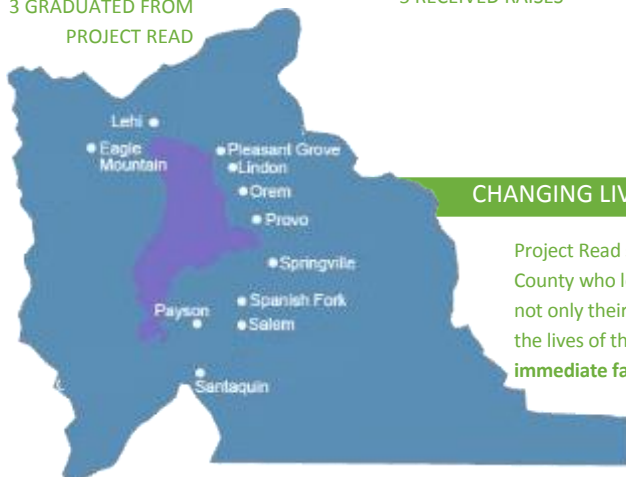 3 GRADUATED FROM
PROJECT READ
Lehi
Eagle
Mountain
Pleasant Grove
Lindon
Orem
Provo
Springville
Payson
Spanish Fork
Salem
Santaquin
CHANGING LIV
Project Read
County who l
not only their
the lives of th
immediate fa